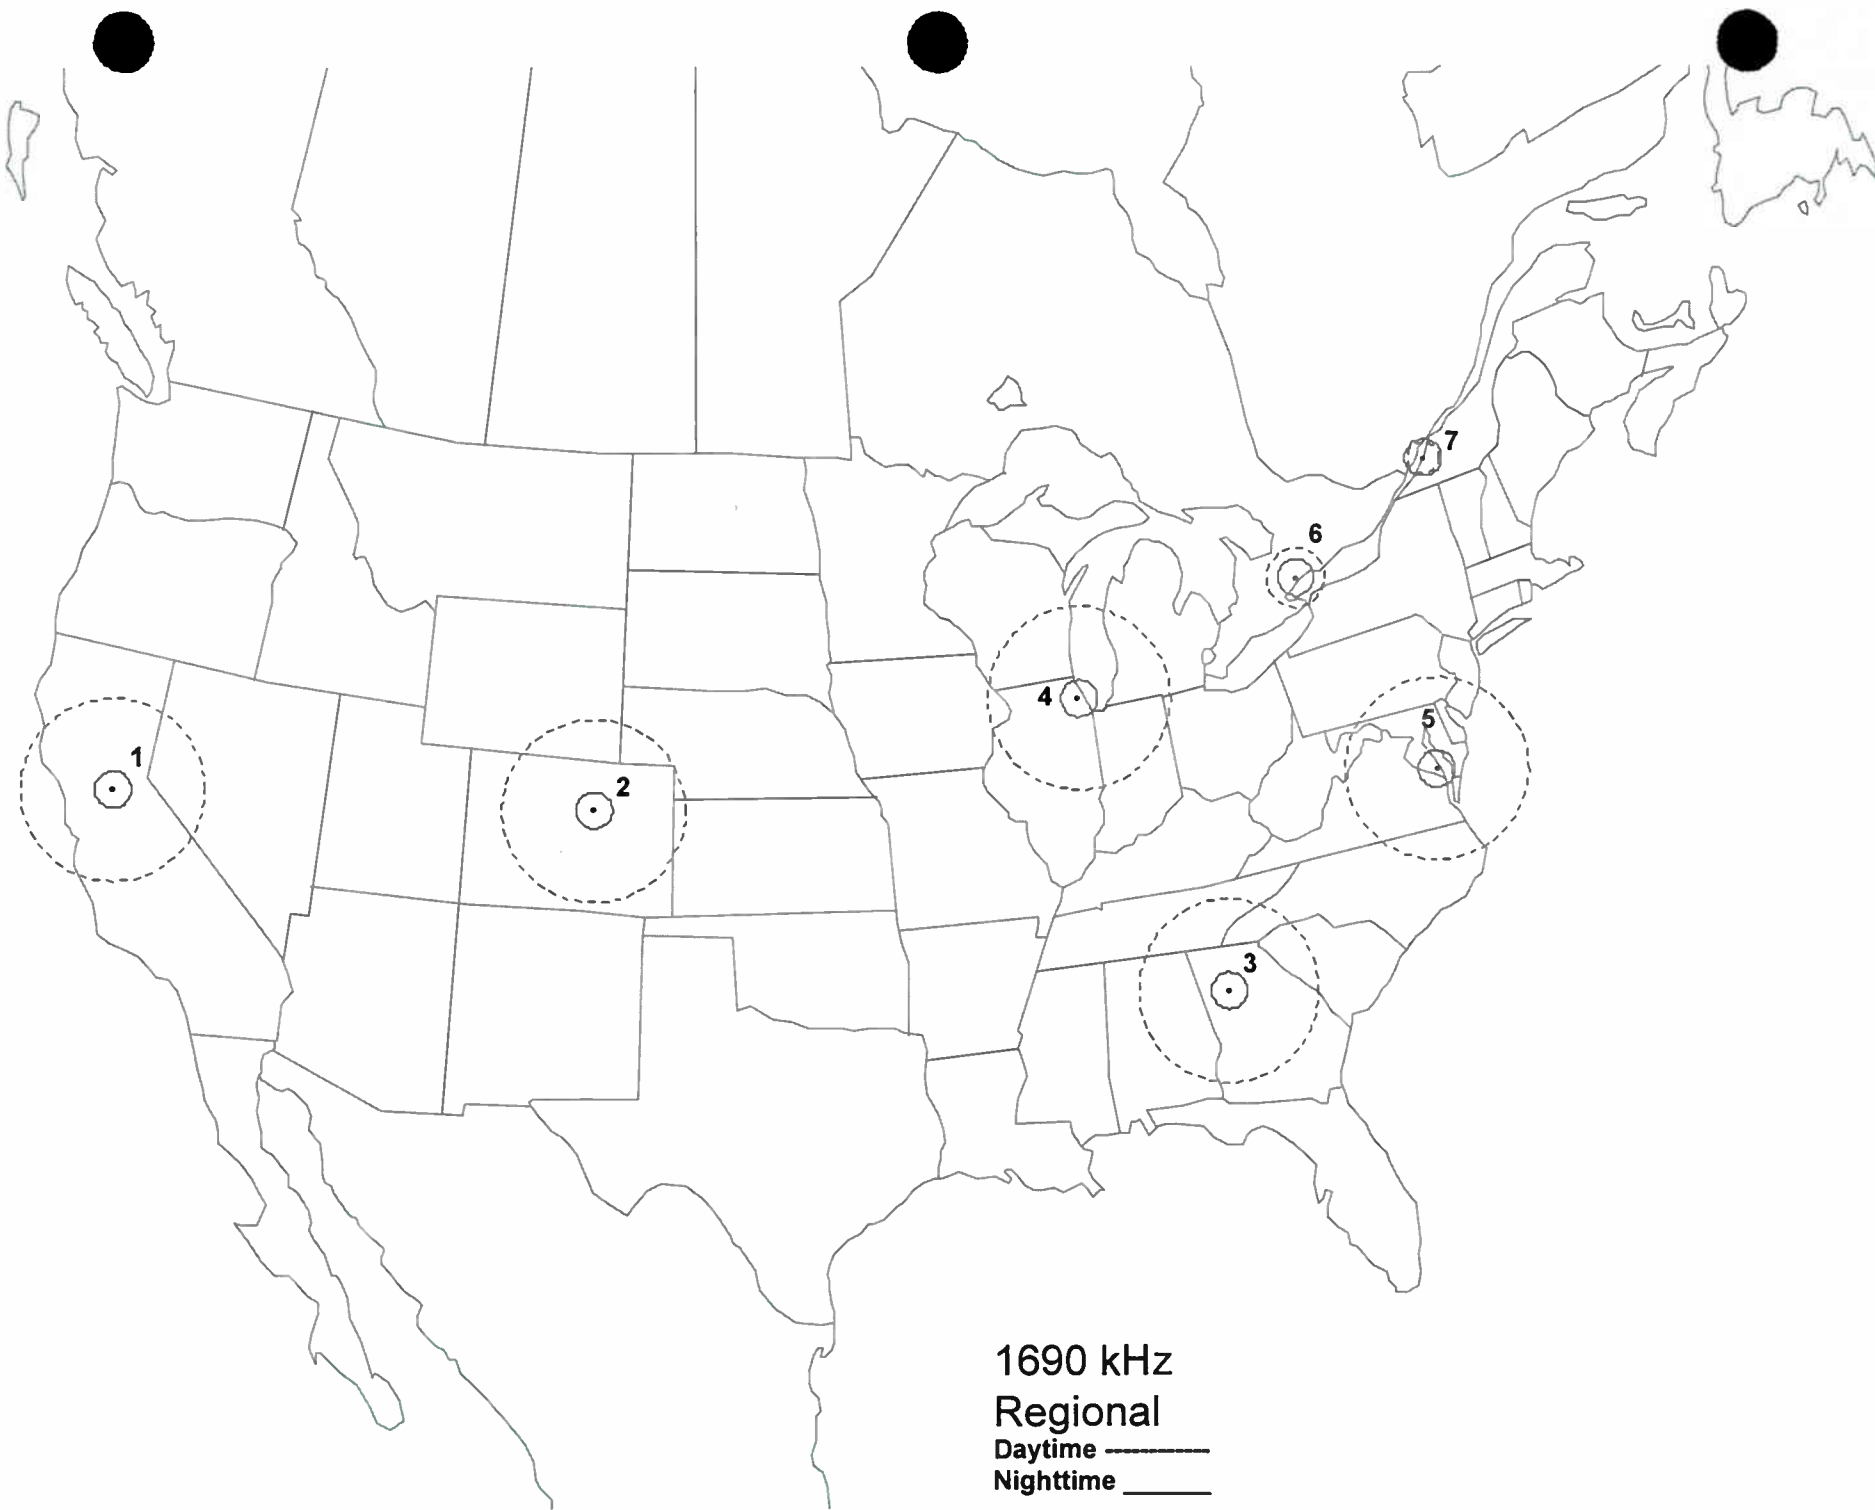 7
6
4
5
1
2
3
1690 kHz
Regional
Daytime ----------
Nighttime ______